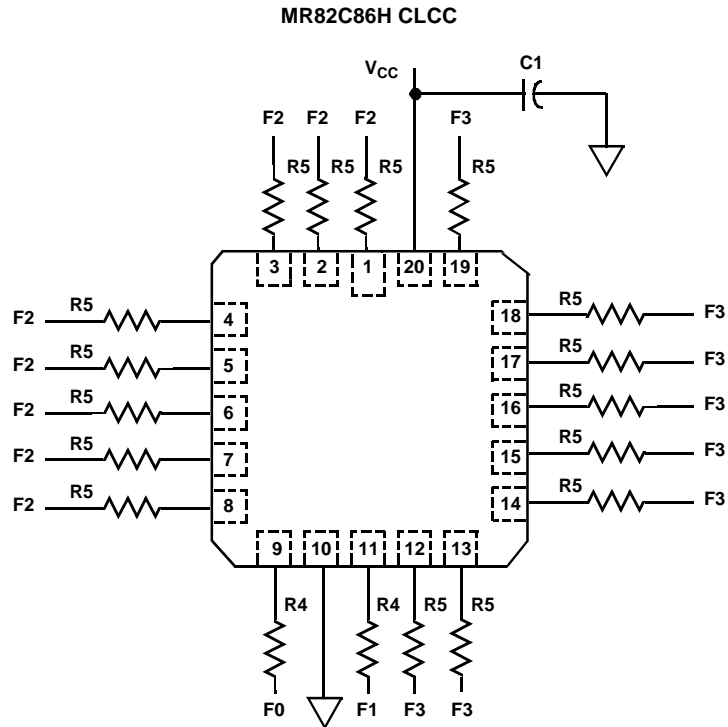 MR82C86H CLCC
V_CC
C1
F2 F2 F2 F3
R5 R5 R5 R5
3 2 1 20 19
F2 R5 4
F2 R5 5
F2 R5 6
F2 R5 7
F2 R5 8
18 R5 F3
17 R5 F3
16 R5 F3
15 R5 F3
14 R5 F3
9 10 11 12 13
R4 R4 R5 R5
F0 F1 F3 F3